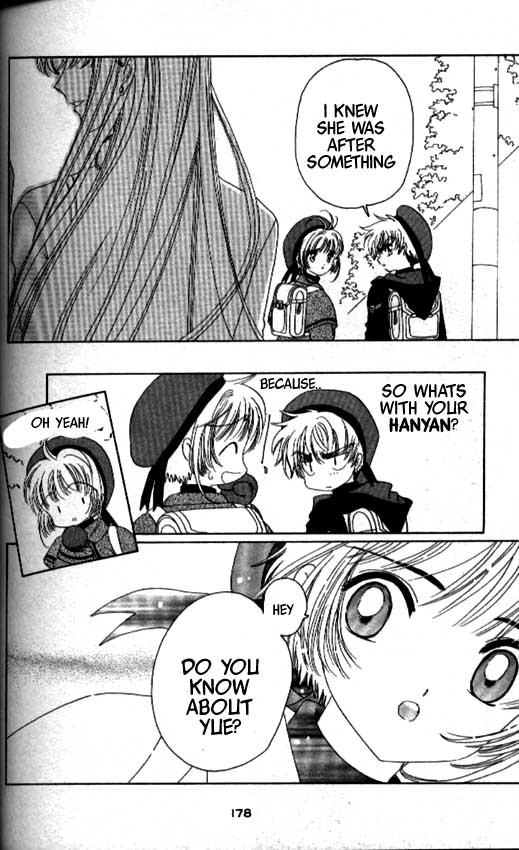 I KNEW
SHE WAS
AFTER
SOMETHING
BECAUSE..
SO WHATS
WITH YOUR
HANYAN?
OH YEAH!
HEY
DO YOU
KNOW
ABOUT
YUE?
178